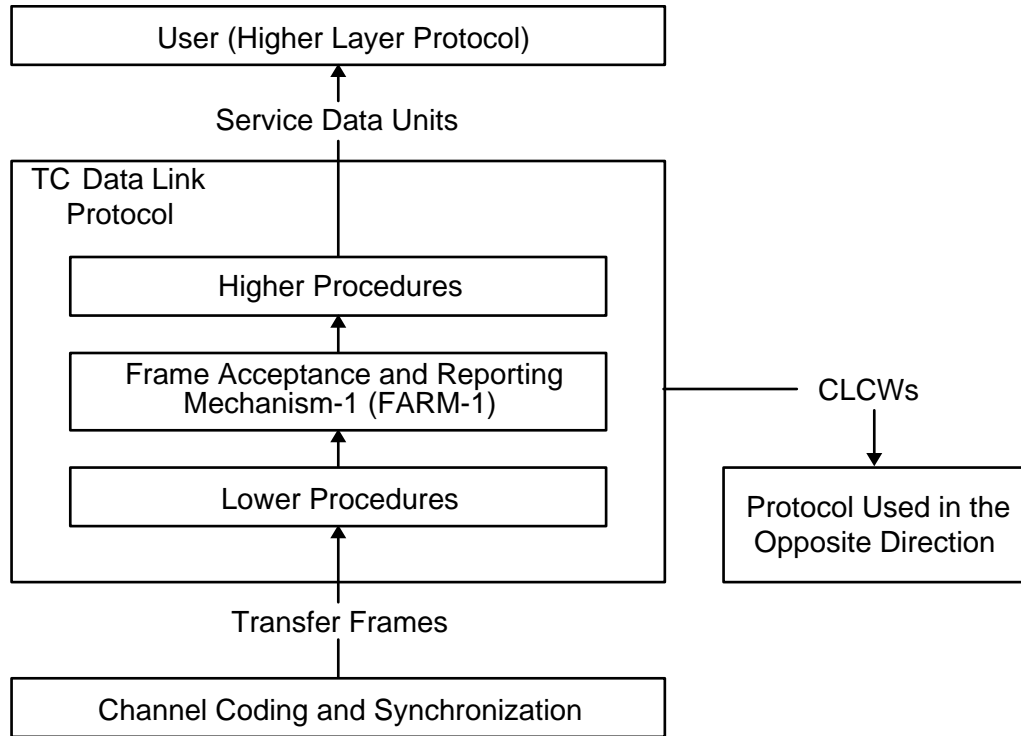 User (Higher Layer Protocol)
Service Data Units
TC Data Link
Protocol
Higher Procedures
Frame Acceptance and Reporting
Mechanism-1 (FARM-1)
CLCWs
Lower Procedures
Protocol Used in the
Opposite Direction
Transfer Frames
Channel Coding and Synchronization